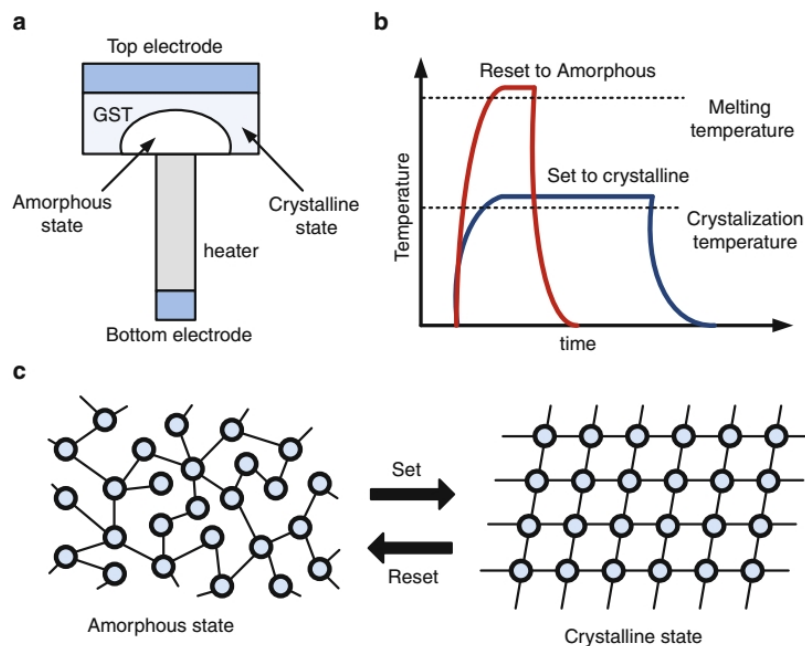 a
Top electrode
GST
Amorphous
state
Crystalline
state
heater
Bottom electrode
b
Reset to Amorphous
Melting
temperature
Set to crystalline
Crystalization
temperature
Temperature
time
c
Set
Reset
Amorphous state
Crystalline state